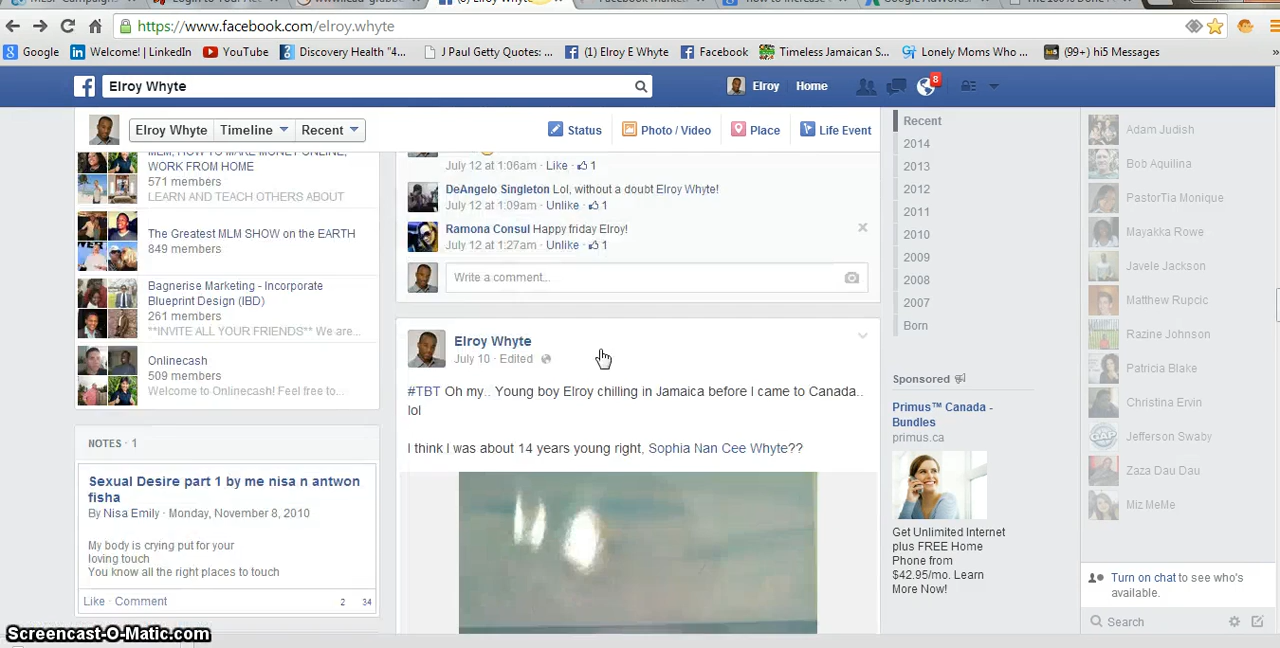 https://www.facebook.com/elroy.whyte
Google Welcome! | LinkedIn YouTube Discovery Health "4... J Paul Getty Quotes: ... (1) Elroy E Whyte Facebook Timeless Jamaican S... Lonely Moms Who ... (99+) hi5 Messages »
Elroy Whyte
Elroy Home 8
Elroy Whyte Timeline Recent
Status Photo / Video Place Life Event
WORK FROM HOME
571 members
LEARN AND TEACH OTHERS ABOUT
The Greatest MLM SHOW on the EARTH
849 members
Bagnerise Marketing - Incorporate
Blueprint Design (IBD)
261 members
**INVITE ALL YOUR FRIENDS** We are...
Onlinecash
509 members
Welcome to Onlinecash! Feel free to...
NOTES · 1
Sexual Desire part 1 by me nisa n antwon
fisha
By Nisa Emily · Monday, November 8, 2010
My body is crying put for your
loving touch
You know all the right places to touch
Like · Comment 2 34
July 12 at 1:06am · Like · 1
DeAngelo Singleton Lol, without a doubt Elroy Whyte!
July 12 at 1:09am · Unlike · 1
Ramona Consul Happy friday Elroy!
July 12 at 1:27am · Unlike · 1
Write a comment...
Elroy Whyte
July 10 · Edited ·
#TBT Oh my.. Young boy Elroy chilling in Jamaica before I came to Canada..
lol
I think I was about 14 years young right, Sophia Nan Cee Whyte??
Recent
2014
2013
2012
2011
2010
2009
2008
2007
Born
Sponsored
Primus™ Canada -
Bundles
primus.ca
Get Unlimited Internet
plus FREE Home
Phone from
$42.95/mo. Learn
More Now!
Adam Judish
Bob Aquilina
PastorTia Monique
Mayakka Rowe
Javele Jackson
Matthew Rupcic
Razine Johnson
Patricia Blake
Christina Ervin
Jefferson Swaby
Zaza Dau Dau
Miz MeMe
Turn on chat to see who's
available.
Search
Screencast-O-Matic.com